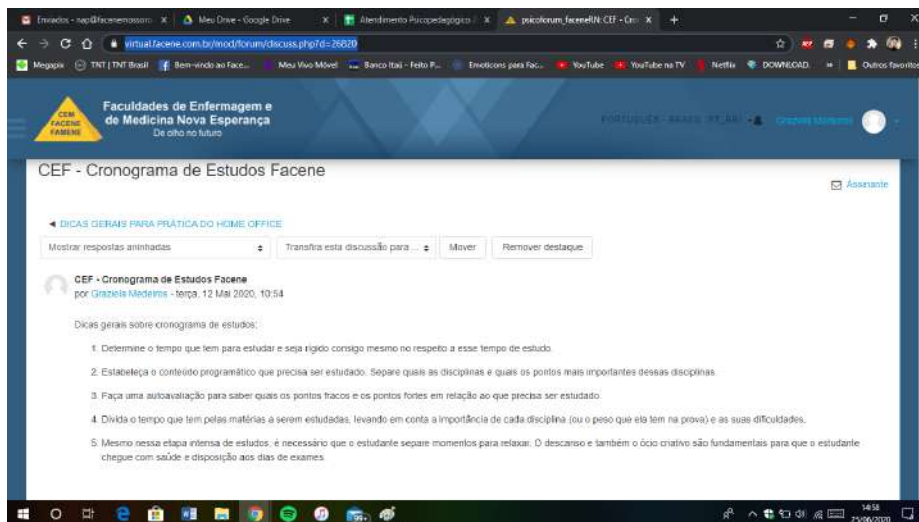 Enviados - nap@facenemossoro
Meu Drive - Google Drive
Atendimento Psicopedagógico
psicoforum_faceneRN: CEF - Cro
virtual.facene.com.br/mod/forum/discuss.php?d=26820
Megapix
TNT | TNT Brasil
Bem-vindo ao Face...
Meu Vivo Móvel
Banco Itaú - Feito P...
Emoticons para Fac...
YouTube
YouTube na TV
Netflix
DOWNLOAD.
»
Outros favoritos
CEM
FACENE
FAMENE
Faculdades de Enfermagem e
de Medicina Nova Esperança
De olho no futuro
PORTUGUÊS - BRASIL (PT_BR)
Graziela Medeiros
CEF - Cronograma de Estudos Facene
Assinante
◄ DICAS GERAIS PARA PRÁTICA DO HOME OFFICE
Mostrar respostas aninhadas
Transfira esta discussão para ...
Mover
Remover destaque
CEF - Cronograma de Estudos Facene
por Graziela Medeiros - terça, 12 Mai 2020, 10:54
Dicas gerais sobre cronograma de estudos:
1. Determine o tempo que tem para estudar e seja rígido consigo mesmo no respeito a esse tempo de estudo.
2. Estabeleça o conteúdo programático que precisa ser estudado. Separe quais as disciplinas e quais os pontos mais importantes dessas disciplinas.
3. Faça uma autoavaliação para saber quais os pontos fracos e os pontos fortes em relação ao que precisa ser estudado.
4. Divida o tempo que tem pelas matérias a serem estudadas, levando em conta a importância de cada disciplina (ou o peso que ela tem na prova) e as suas dificuldades.
5. Mesmo nessa etapa intensa de estudos, é necessário que o estudante separe momentos para relaxar. O descanso e também o ócio criativo são fundamentais para que o estudante
chegue com saúde e disposição aos dias de exames.
99+
14:58
25/06/2020